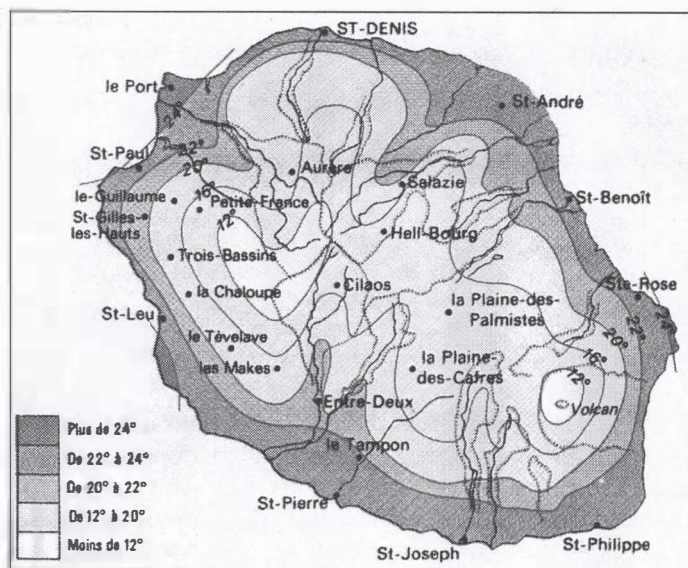 ST-DENIS
le Port
St-André
24°
22°
St-Paul
20°
Aurère
Salazie
le-Guillaume
16°
Petite-France
St-Benoît
St-Gilles-
les-Hauts
12°
Hell-Bourg
Trois-Bassins
Cilaos
Ste-Rose
la Chaloupe
la Plaine-des-
Palmistes
22°
24°
St-Leu
20°
le Tévelave
16°
les Makes
la Plaine-
des-Cafres
12°
Entre-Deux
Volcan
Plus de 24°
De 22° à 24°
le Tampon
De 20° à 22°
De 12° à 20°
St-Pierre
Moins de 12°
St-Joseph
St-Philippe